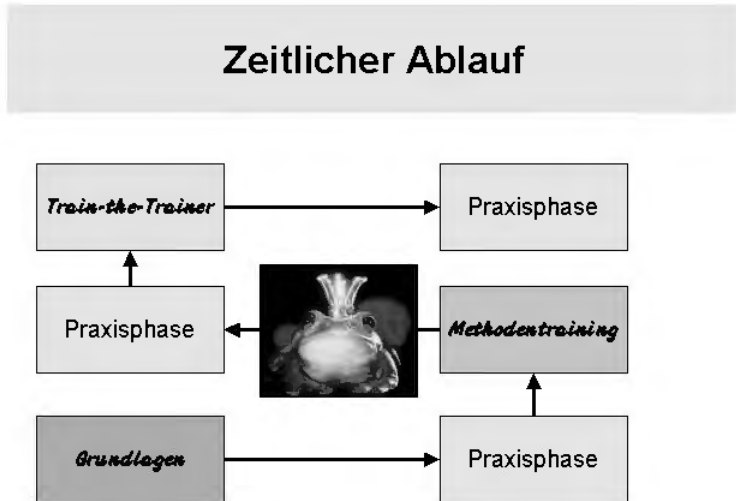 Zeitlicher Ablauf
Train-the-Trainer
Praxisphase
Praxisphase
Methodentraining
Grundlagen
Praxisphase